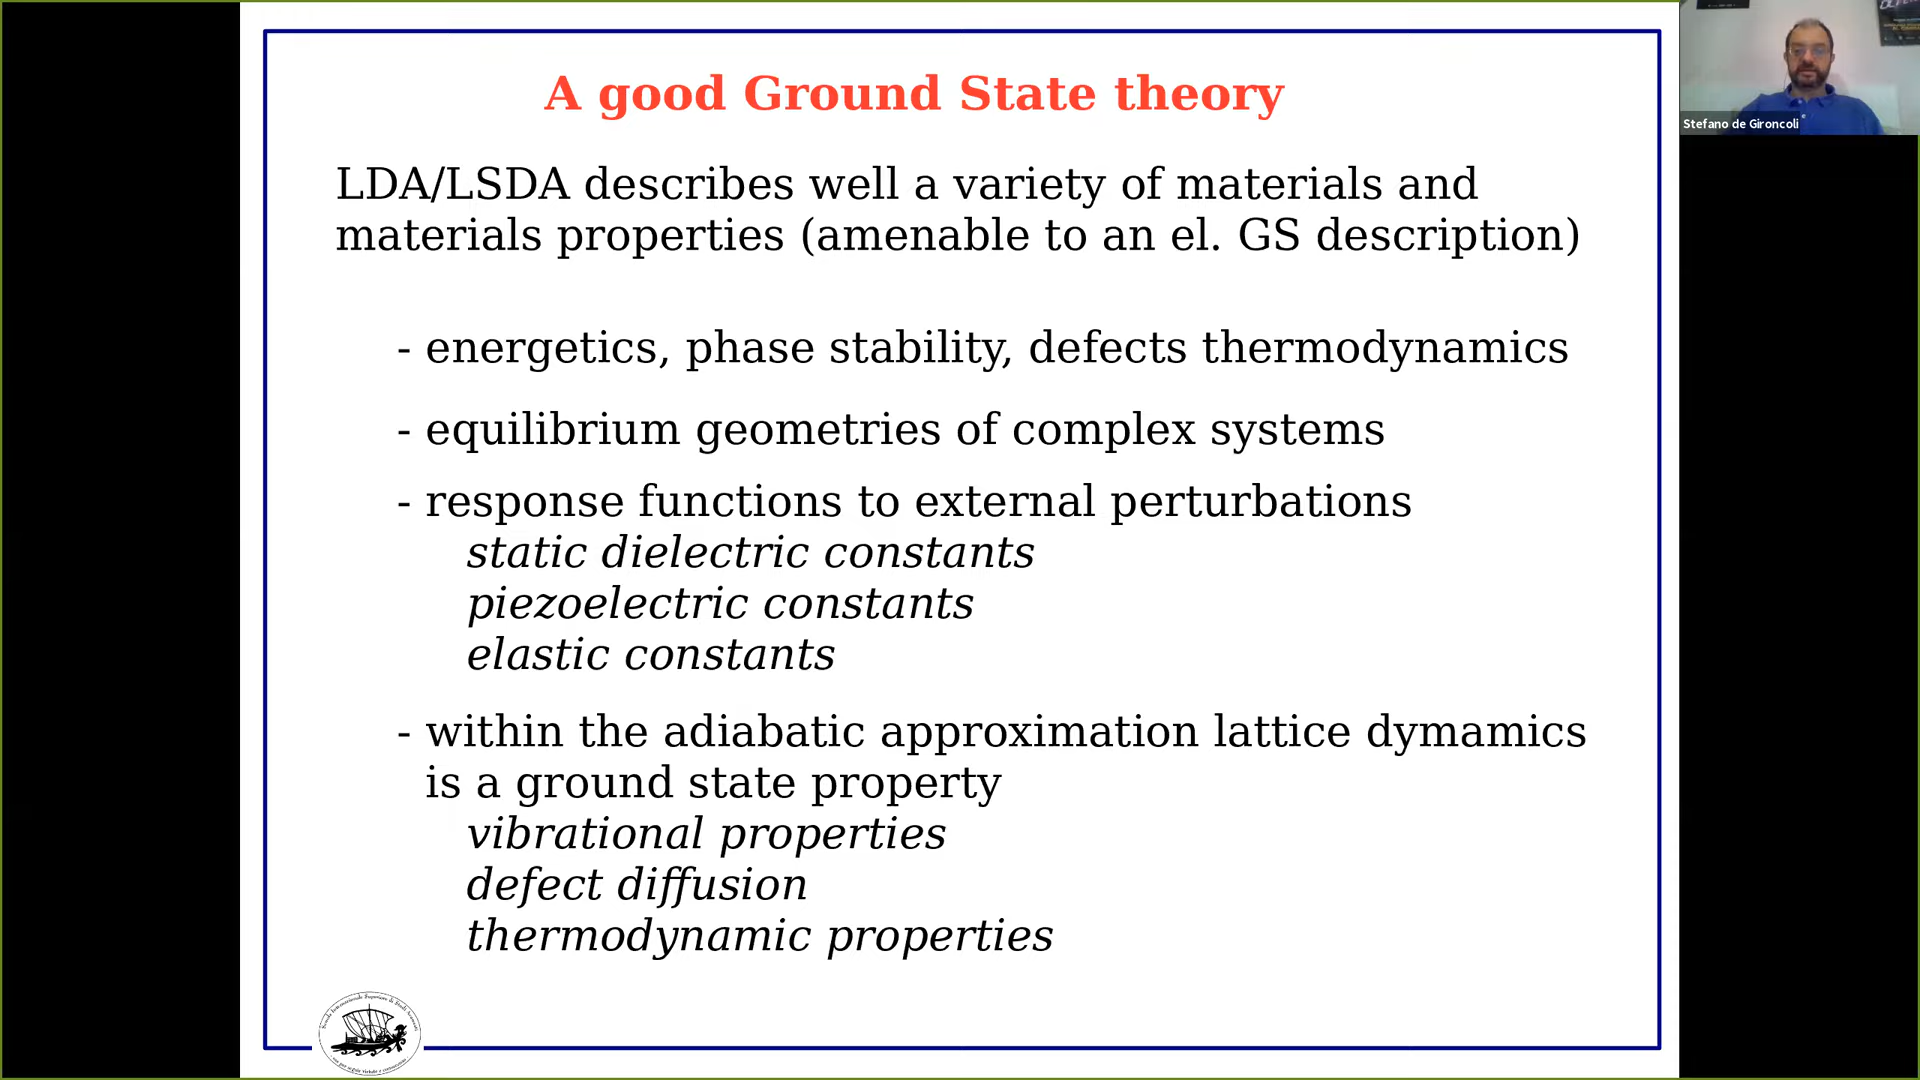 A good Ground State theory
LDA/LSDA describes well a variety of materials and
materials properties (amenable to an el. GS description)
- energetics, phase stability, defects thermodynamics
- equilibrium geometries of complex systems
- response functions to external perturbations
static dielectric constants
piezoelectric constants
elastic constants
- within the adiabatic approximation lattice dymamics
is a ground state property
vibrational properties
defect diffusion
thermodynamic properties
Stefano de Gironcoli